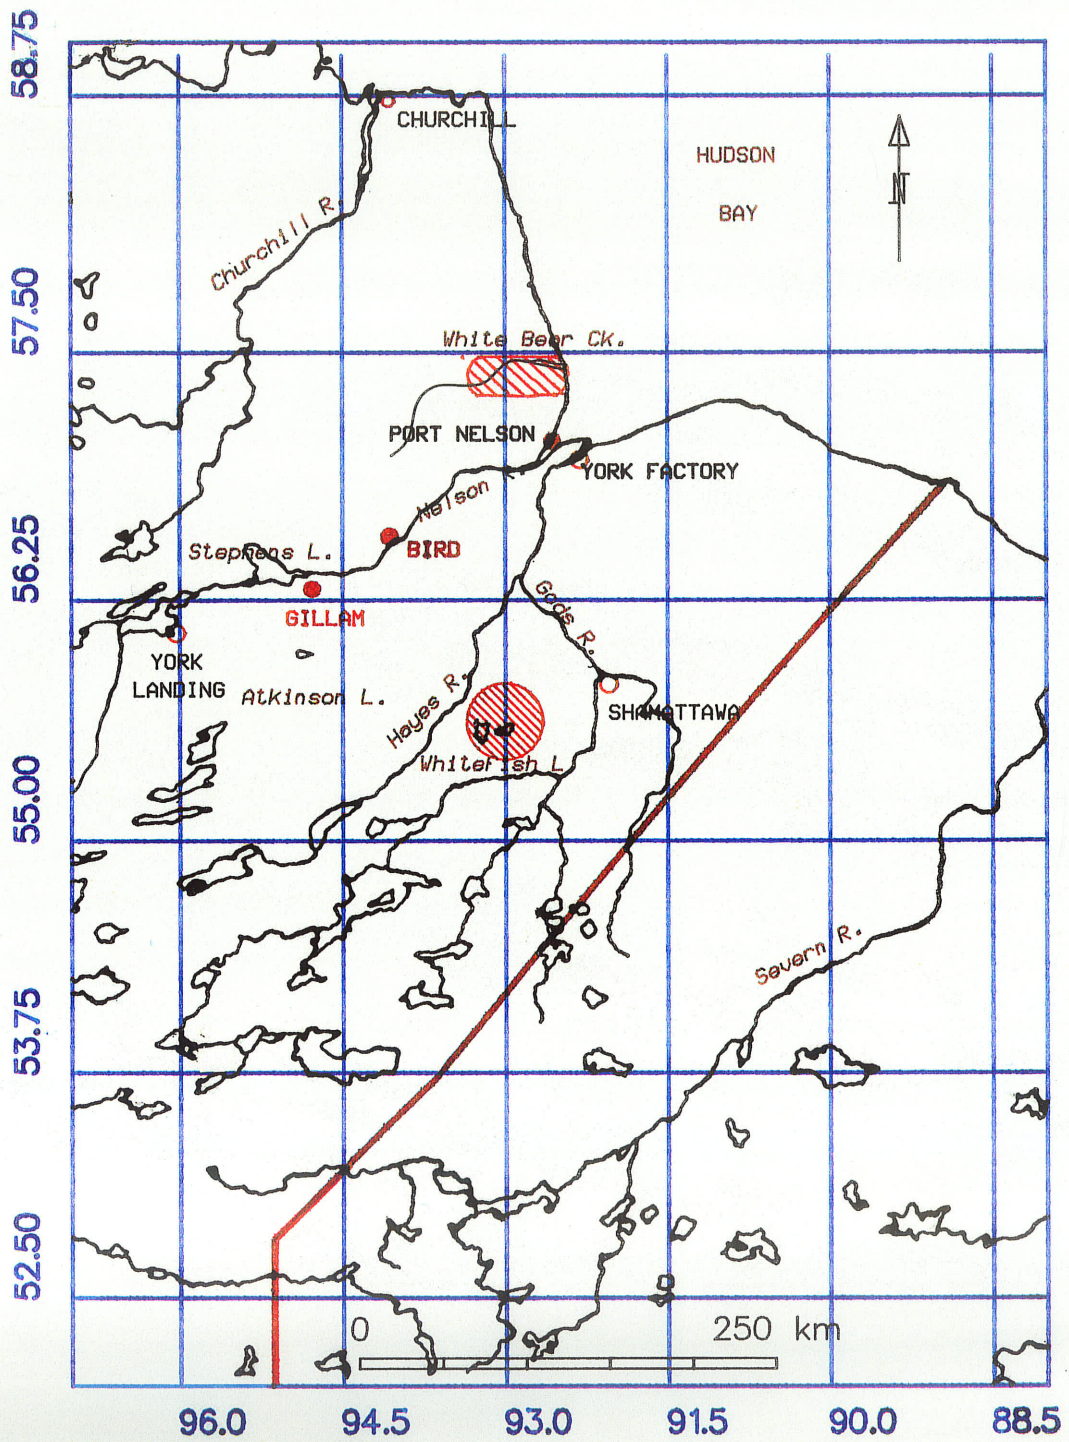 58.75
CHURCHILL
HUDSON
BAY
N
Churchill R.
57.50
White Bear Ck.
PORT NELSON
YORK FACTORY
Nelson
56.25
Stephens L.
BIRD
GILLAM
Gods R.
YORK
LANDING
Atkinson L.
Hayes R.
SHAMATTAWA
Whitefish L
55.00
Severn R.
53.75
52.50
0
250 km
96.0
94.5
93.0
91.5
90.0
88.5